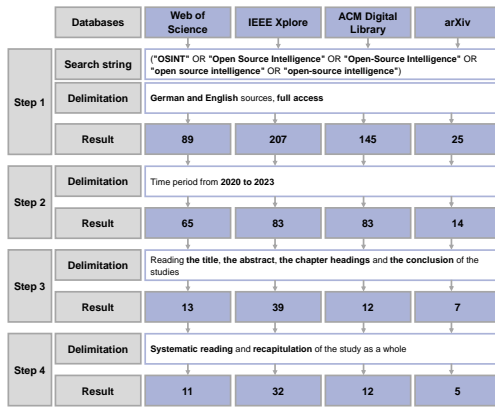 Databases
Web of
Science
IEEE Xplore
ACM Digital
Library
arXiv
Step 1
Search string
("OSINT" OR "Open Source Intelligence" OR "Open-Source Intelligence" OR
"open source intelligence" OR "open-source intelligence")
Delimitation
German and English sources, full access
Result
89
207
145
25
Step 2
Delimitation
Time period from 2020 to 2023
Result
65
83
83
14
Step 3
Delimitation
Reading the title, the abstract, the chapter headings and the conclusion of the
studies
Result
13
39
12
7
Step 4
Delimitation
Systematic reading and recapitulation of the study as a whole
Result
11
32
12
5